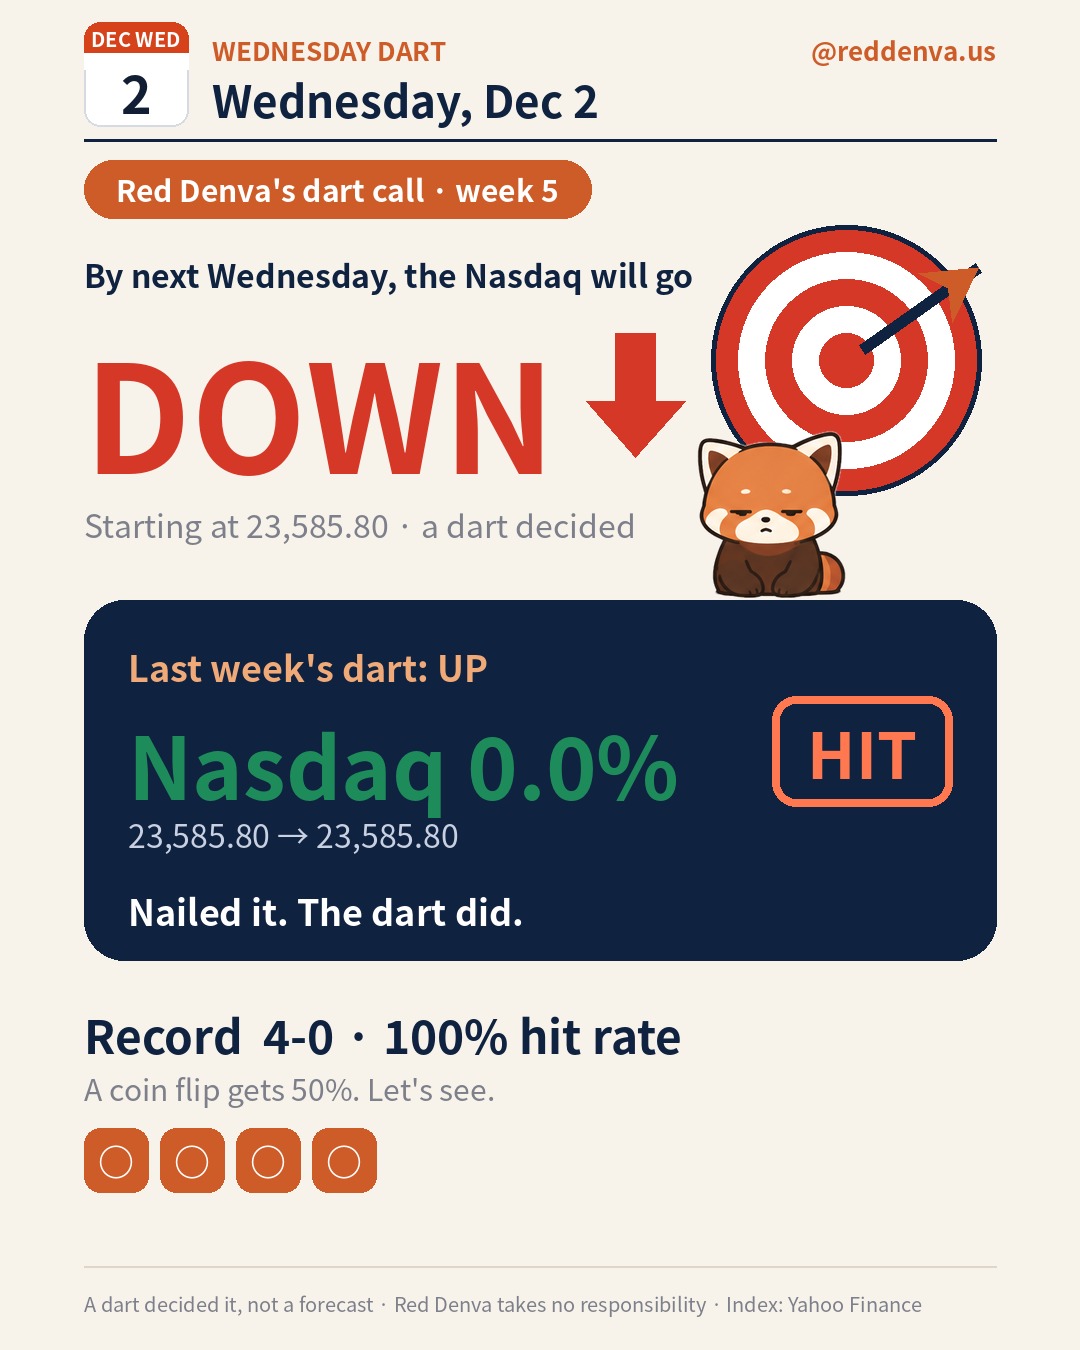 DEC WED
2
WEDNESDAY DART
Wednesday, Dec 2
@reddenva.us
Red Denva's dart call · week 5
By next Wednesday, the Nasdaq will go
DOWN
Starting at 23,585.80 · a dart decided
Last week's dart: UP
Nasdaq 0.0%
23,585.80 → 23,585.80
HIT
Nailed it. The dart did.
Record 4-0 · 100% hit rate
A coin flip gets 50%. Let's see.
A dart decided it, not a forecast · Red Denva takes no responsibility · Index: Yahoo Finance